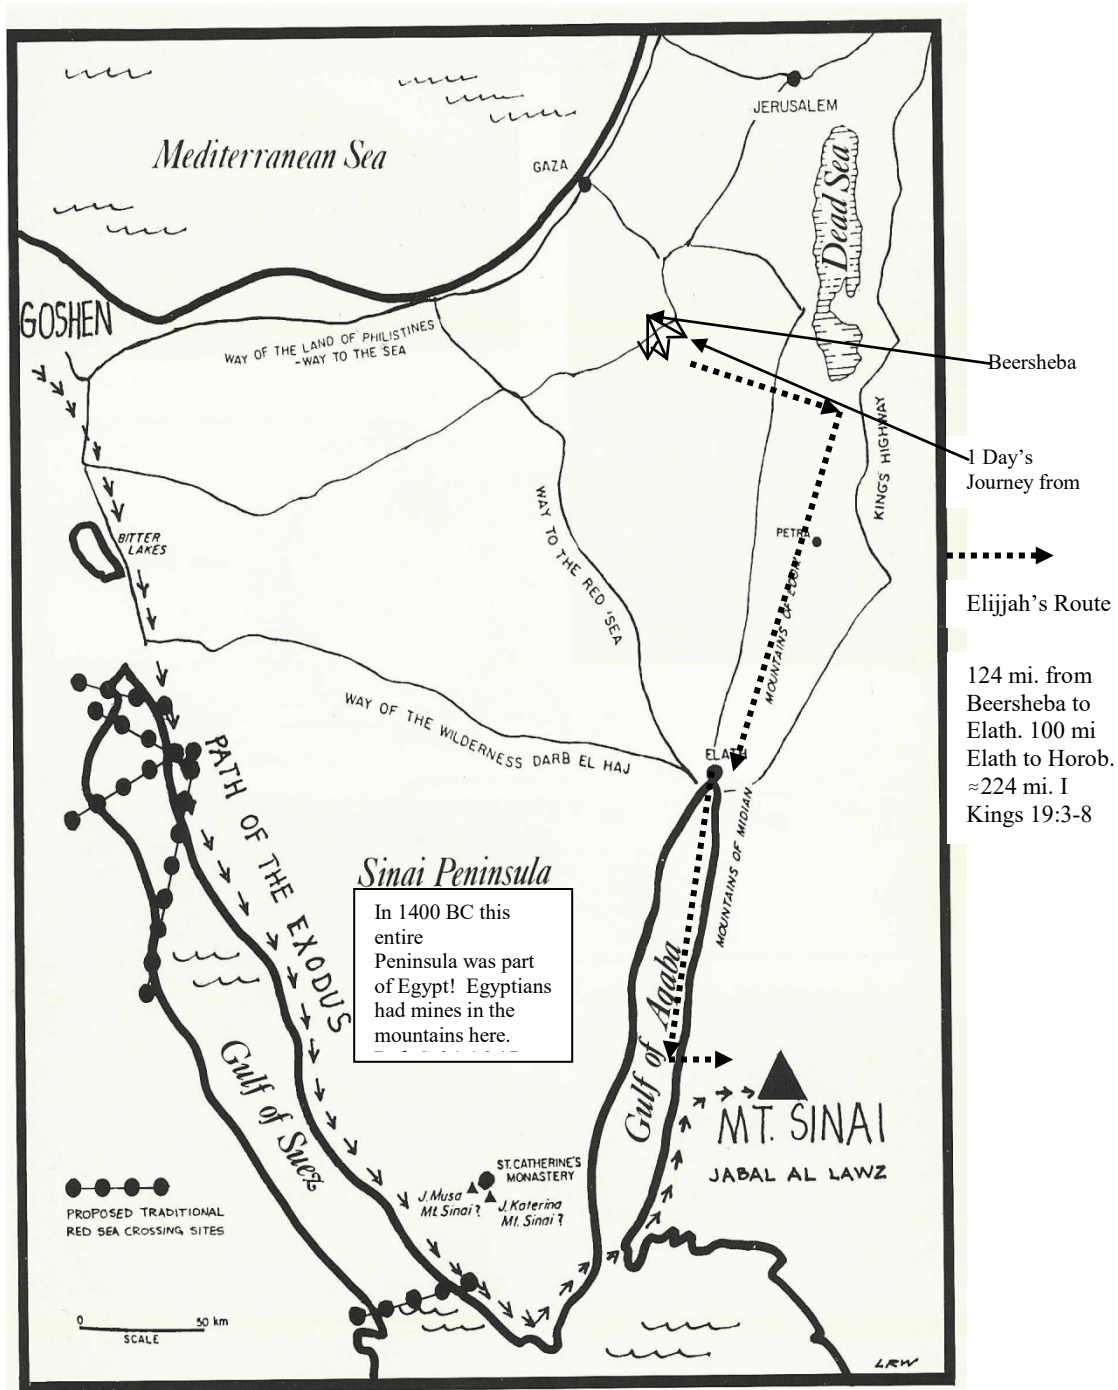 JERUSALEM
Mediterranean Sea
GAZA
Dead Sea
GOSHEN
WAY OF THE LAND OF PHILISTINES
-WAY TO THE SEA
Beersheba
KING'S HIGHWAY
1 Day's
Journey from
BITTER
LAKES
WAY TO THE RED SEA
PETRA
MOUNTAINS OF EDOM
Elijjah's Route
124 mi. from
Beersheba to
Elath. 100 mi
Elath to Horob.
≈224 mi. I
Kings 19:3-8
WAY OF THE WILDERNESS DARB EL HAJ
ELATH
PATH OF THE EXODUS
MOUNTAINS OF MIDIAN
Sinai Peninsula
In 1400 BC this
entire
Peninsula was part
of Egypt! Egyptians
had mines in the
mountains here.
Gulf of Suez
Gulf of Aqaba
MT. SINAI
JABAL AL LAWZ
ST. CATHERINE'S
MONASTERY
J. Musa
Mt. Sinai?
J. Katerina
Mt. Sinai?
PROPOSED TRADITIONAL
RED SEA CROSSING SITES
0 50 km
SCALE
LRW